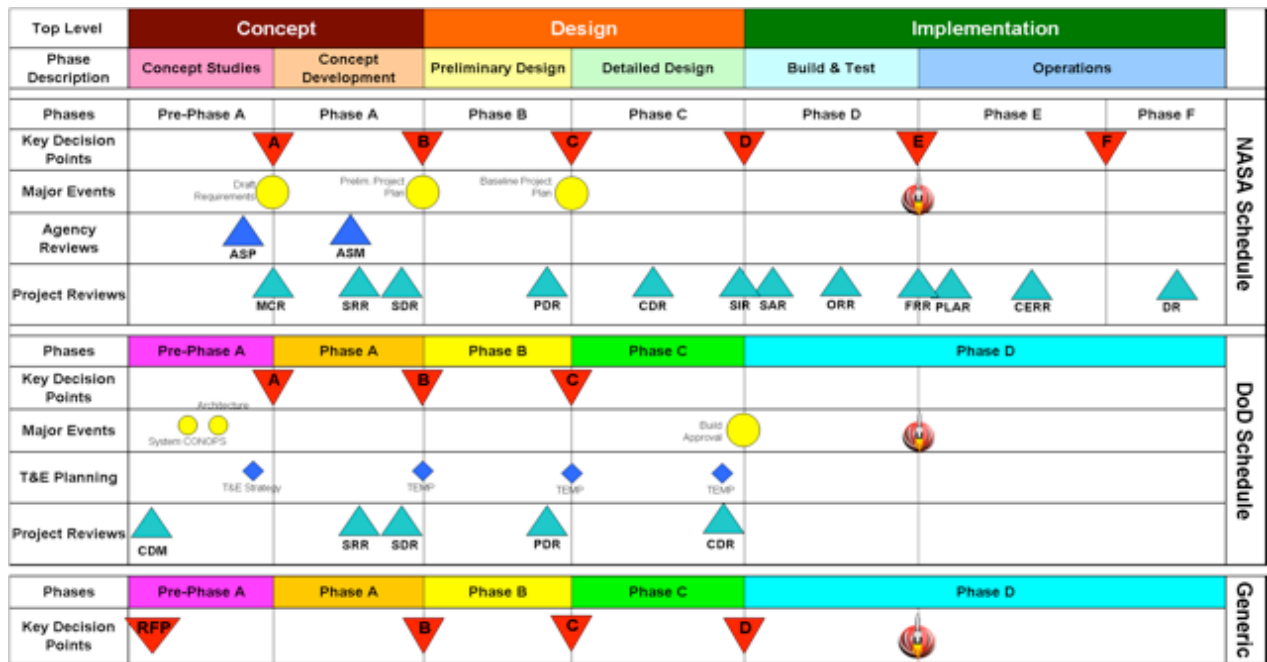 Top Level Concept Design Implementation
Phase
Description
Concept Studies
Concept
Development
Preliminary Design
Detailed Design
Build & Test
Operations
Phases Pre-Phase A Phase A Phase B Phase C Phase D Phase E Phase F
Key Decision
Points
A B C D E F
Major Events
Draft
Requirements
Prelim. Project
Plan
Baseline Project
Plan
Agency
Reviews
ASP ASM
Project Reviews
MCR SRR SDR PDR CDR SIR SAR ORR FRR PLAR CERR DR
NASA Schedule
Phases Pre-Phase A Phase A Phase B Phase C Phase D
Key Decision
Points
A B C
Major Events
Architecture
System CONOPS
Build
Approval
T&E Planning
T&E Strategy TEMP TEMP TEMP
Project Reviews
CDM SRR SDR PDR CDR
DoD Schedule
Phases Pre-Phase A Phase A Phase B Phase C Phase D
Key Decision
Points
RFP B C D
Generic